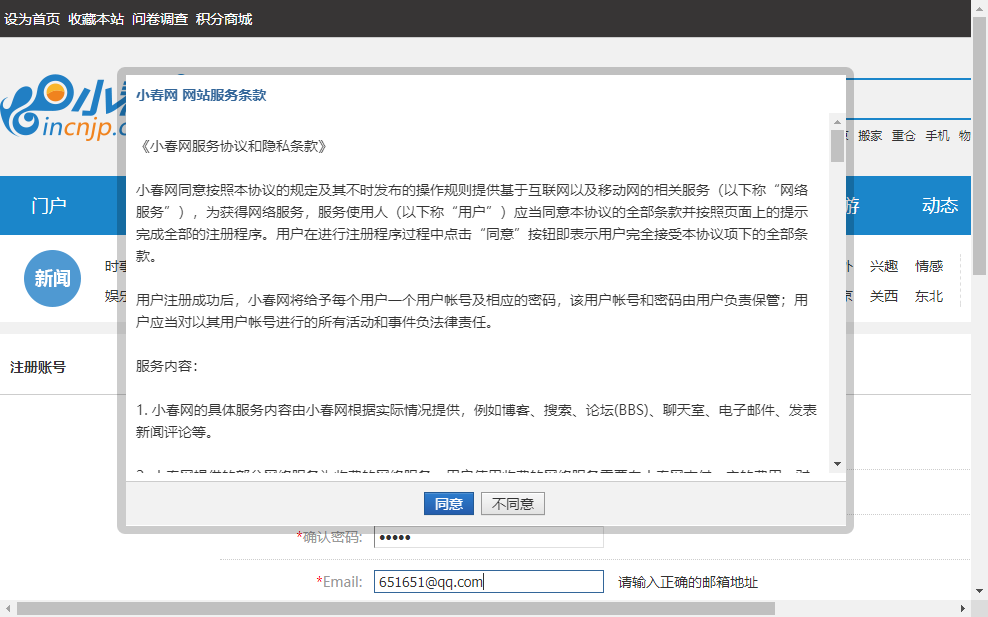 设为首页 收藏本站 问卷调查 积分商城
小春
incnjp.c
搬家 重仓 手机 物
门户
游 动态
新闻
时事
兴趣 情感
娱乐
关西 东北
注册账号
小春网 网站服务条款
《小春网服务协议和隐私条款》
小春网同意按照本协议的规定及其不时发布的操作规则提供基于互联网以及移动网的相关服务（以下称“网络
服务”），为获得网络服务，服务使用人（以下称“用户”）应当同意本协议的全部条款并按照页面上的提示
完成全部的注册程序。用户在进行注册程序过程中点击“同意”按钮即表示用户完全接受本协议项下的全部条
款。
用户注册成功后，小春网将给予每个用户一个用户帐号及相应的密码，该用户帐号和密码由用户负责保管；用
户应当对以其用户帐号进行的所有活动和事件负法律责任。
服务内容：
1. 小春网的具体服务内容由小春网根据实际情况提供，例如博客、搜索、论坛(BBS)、聊天室、电子邮件、发表
新闻评论等。
同意 不同意
*确认密码: •••••
*Email: 651651@qq.com 请输入正确的邮箱地址